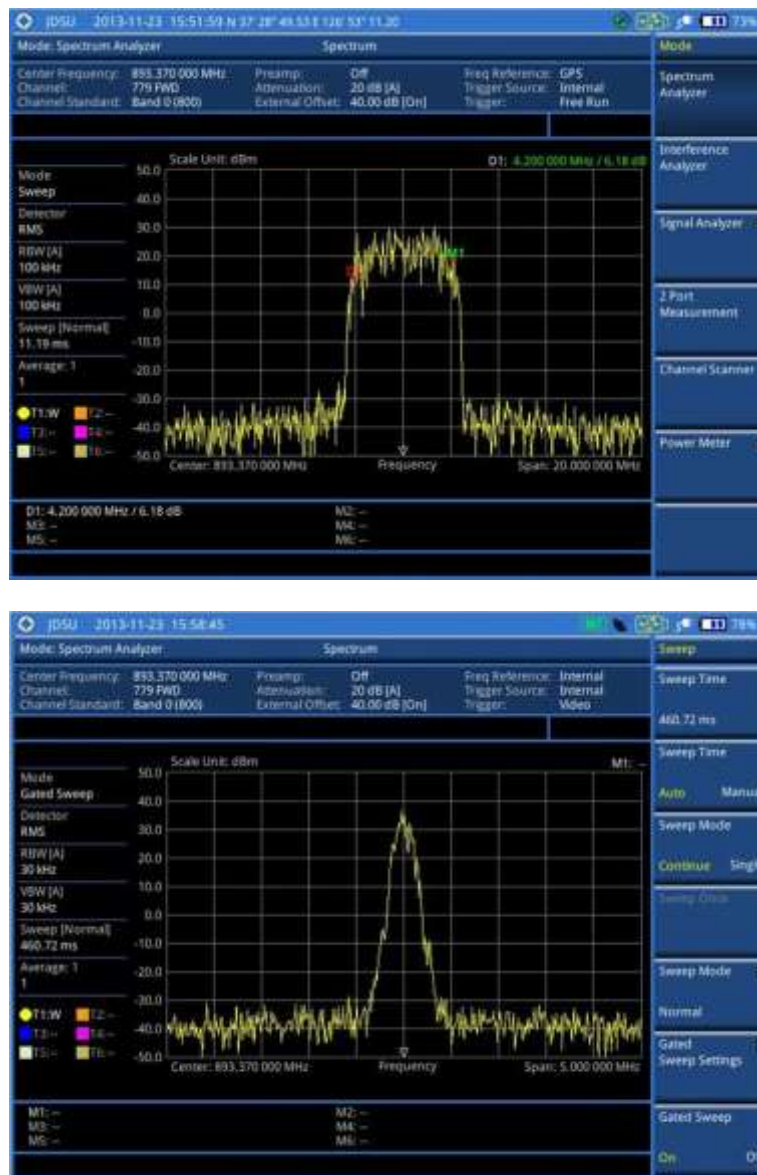 JDSU 2013-11-23 15:51:59 73%
Mode: Spectrum Analyzer Spectrum Mode
Center Frequency: 893.370 000 MHz Preamp: Off Freq Reference: GPS
Channel: 779 FWD Attenuation: 20 dB [A] Trigger Source: Internal
Channel Standard: Band 0 (800) External Offset: 40.00 dB [On] Trigger: Free Run
Spectrum
Analyzer
Interference
Analyzer
Signal Analyzer
2 Port
Measurement
Channel Scanner
Power Meter
Scale Unit: dBm D1: 4.200 000 MHz / 6.18 dB
Mode
Sweep
Detector
RMS
RBW [A]
100 kHz
VBW [A]
100 kHz
Sweep [Normal]
11.19 ms
Average: 1
1
T1:W T2:--
T3:-- T4:--
T5:-- T6:--
50.0
40.0
30.0
20.0
10.0
0.0
-10.0
-20.0
-30.0
-40.0
-50.0
Center: 893.370 000 MHz Frequency Span: 20.000 000 MHz
D1: 4.200 000 MHz / 6.18 dB M2: --
M3: -- M4: --
M5: -- M6: --
JDSU 2013-11-23 15:58:45 78%
Mode: Spectrum Analyzer Spectrum Sweep
Center Frequency: 893.370 000 MHz Preamp: Off Freq Reference: Internal
Channel: 779 FWD Attenuation: 20 dB [A] Trigger Source: Internal
Channel Standard: Band 0 (800) External Offset: 40.00 dB [On] Trigger: Video
Sweep Time
460.72 ms
Sweep Time
Auto Manua
Sweep Mode
Continue Singl
Sweep Once
Sweep Mode
Normal
Gated
Sweep Settings
Gated Sweep
On O
Scale Unit: dBm M1: --
Mode
Gated Sweep
Detector
RMS
RBW [A]
30 kHz
VBW [A]
30 kHz
Sweep [Normal]
460.72 ms
Average: 1
1
T1:W T2:--
T3:-- T4:--
T5:-- T6:--
50.0
40.0
30.0
20.0
10.0
0.0
-10.0
-20.0
-30.0
-40.0
-50.0
Center: 893.370 000 MHz Frequency Span: 5.000 000 MHz
M1: -- M2: --
M3: -- M4: --
M5: -- M6: --